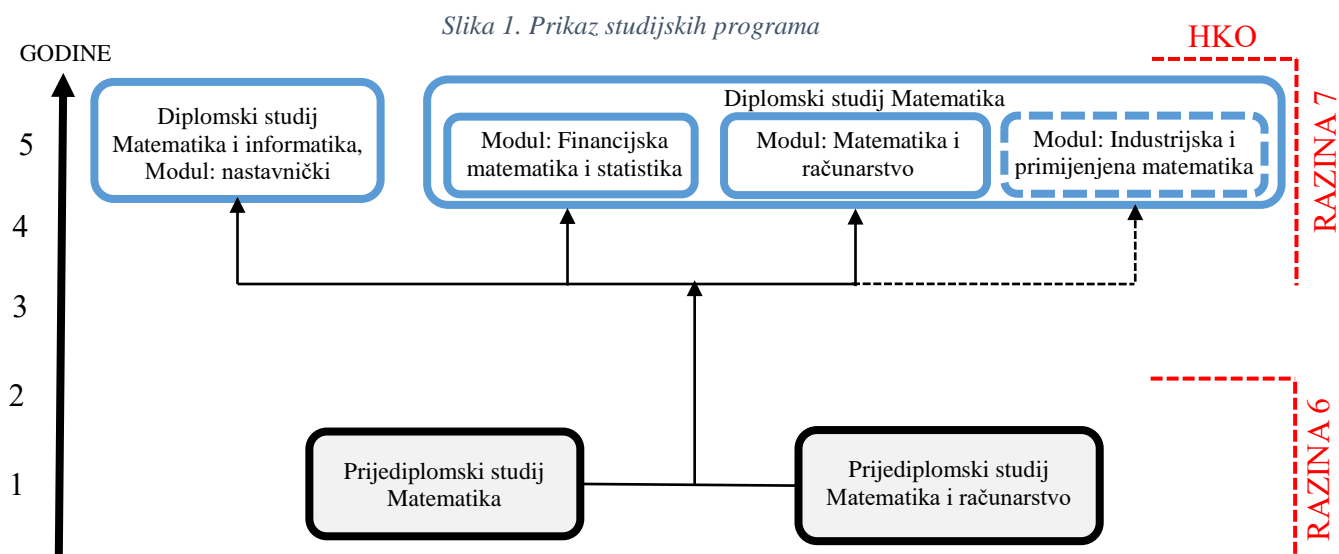 Slika 1. Prikaz studijskih programa
HKO
GODINE
Diplomski studij
Matematika i informatika,
Modul: nastavnički
Diplomski studij Matematika
Modul: Financijska
matematika i statistika
Modul: Matematika i
računarstvo
Modul: Industrijska i
primijenjena matematika
RAZINA 7
5
4
3
2
1
Prijediplomski studij
Matematika
Prijediplomski studij
Matematika i računarstvo
RAZINA 6